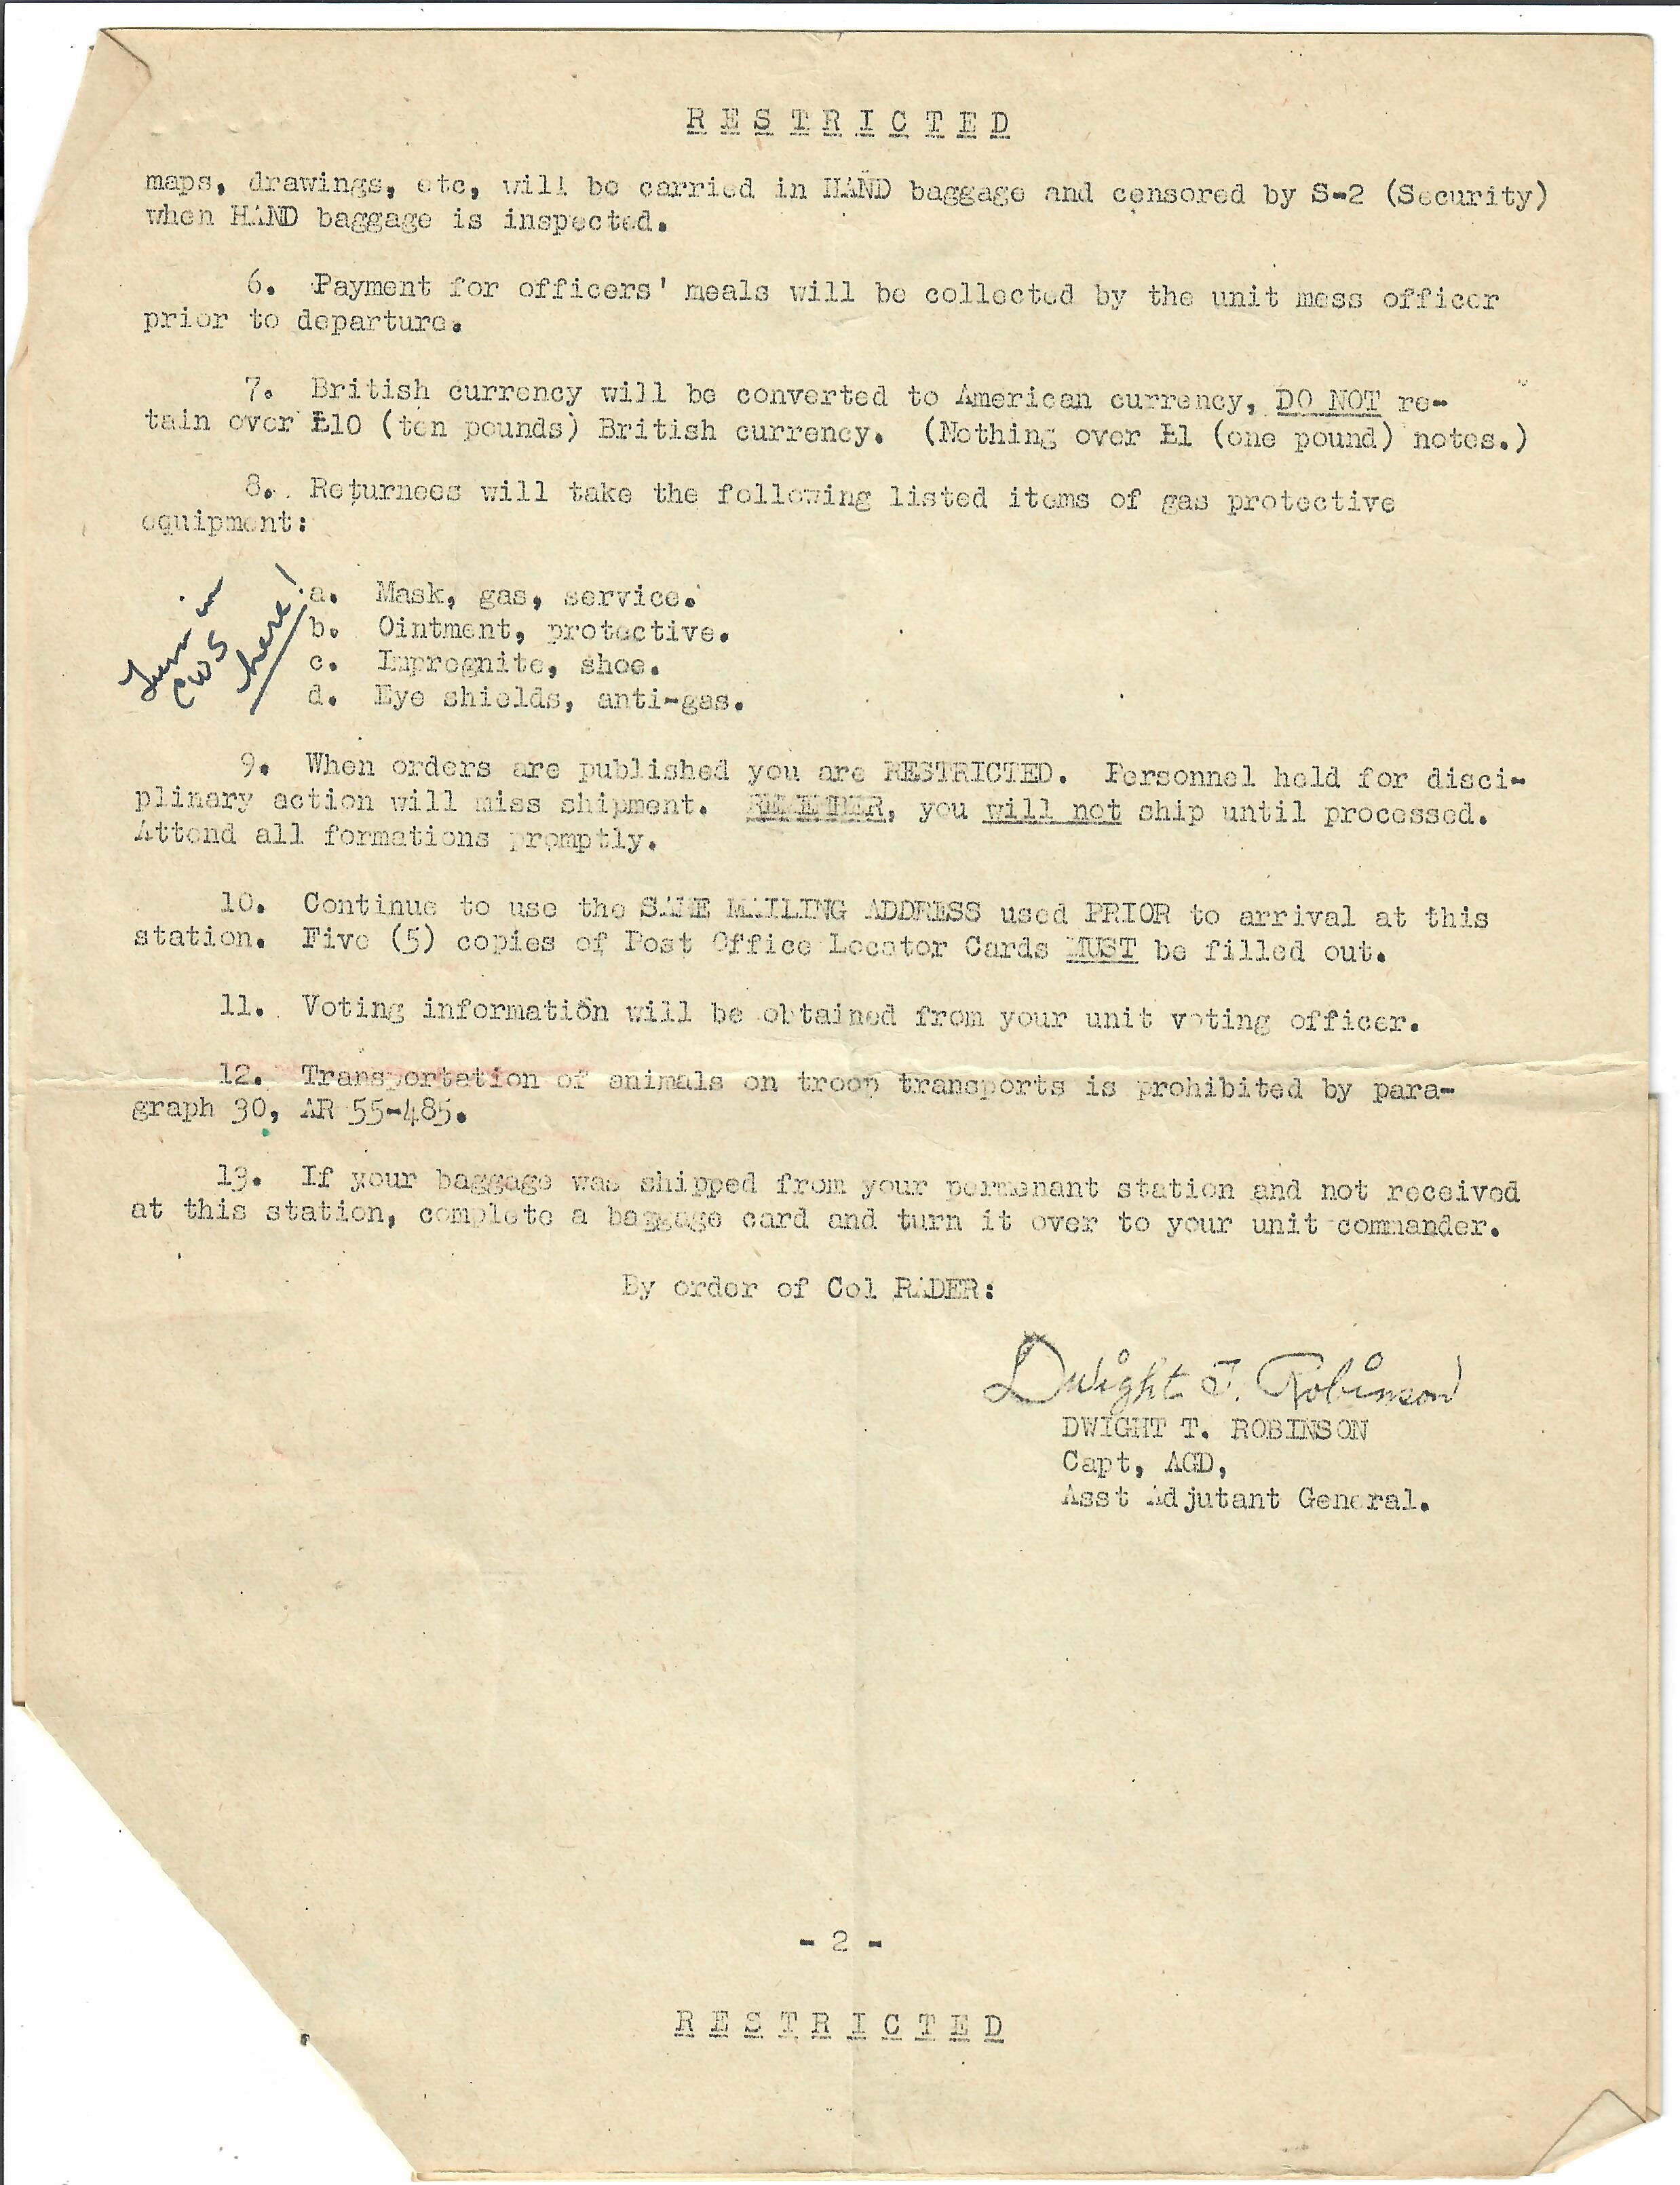 R E S T R I C T E D
maps, drawings, etc, will be carried in HAND baggage and censored by S-2 (Security)
when HAND baggage is inspected.
6. Payment for officers' meals will be collected by the unit mess officer
prior to departure.
7. British currency will be converted to American currency, DO NOT re-
tain over £10 (ten pounds) British currency. (Nothing over £1 (one pound) notes.)
8. Returnees will take the following listed items of gas protective
equipment:
Turn in
CWS
here!
a. Mask, gas, service.
b. Ointment, protective.
c. Impregnite, shoe.
d. Eye shields, anti-gas.
9. When orders are published you are RESTRICTED. Personnel held for disci-
plinary action will miss shipment. REMEMBER, you will not ship until processed.
Attend all formations promptly.
10. Continue to use the SAME MAILING ADDRESS used PRIOR to arrival at this
station. Five (5) copies of Post Office Locator Cards MUST be filled out.
11. Voting information will be obtained from your unit voting officer.
12. Transportation of animals on troop transports is prohibited by para-
graph 30, AR 55-485.
13. If your baggage was shipped from your permenant station and not received
at this station, complete a baggage card and turn it over to your unit commander.
By order of Col RADER:
Dwight T. Robinson
DWIGHT T. ROBINSON
Capt, AGD,
Asst Adjutant General.
- 2 -
R E S T R I C T E D